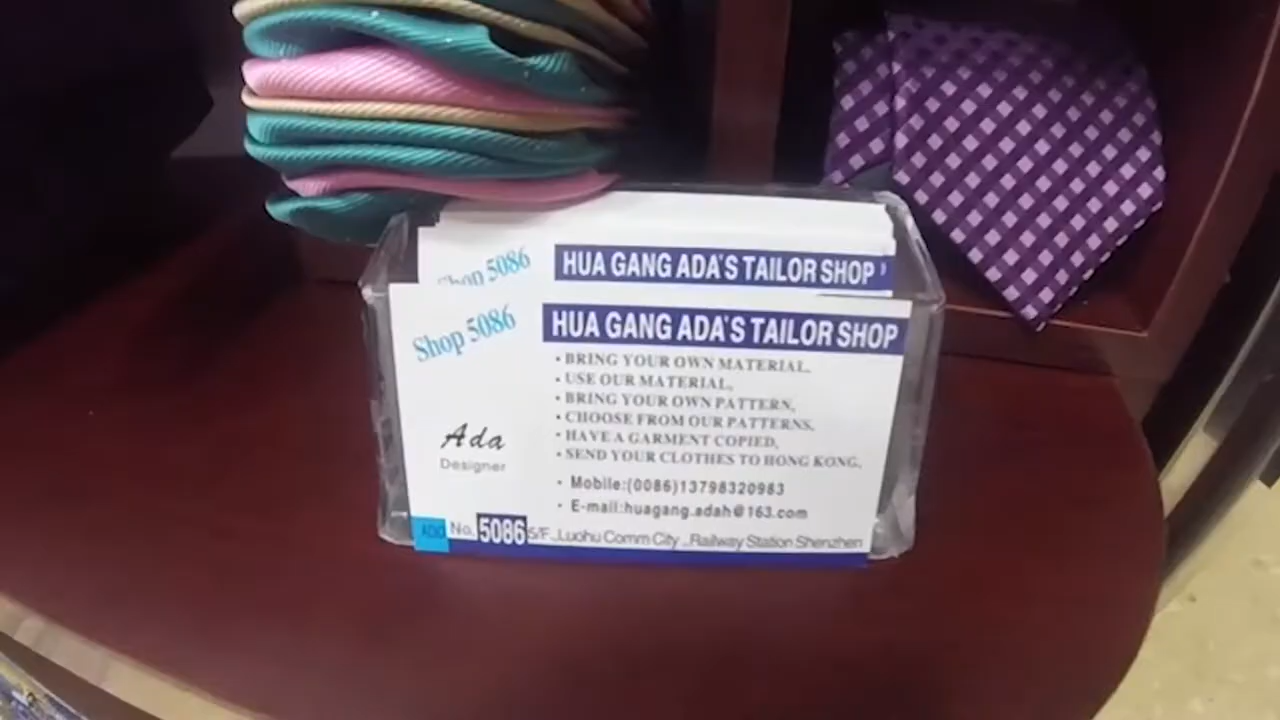 Shop 5086
HUA GANG ADA'S TAILOR SHOP
Shop 5086
HUA GANG ADA'S TAILOR SHOP
• BRING YOUR OWN MATERIAL,
• USE OUR MATERIAL,
• BRING YOUR OWN PATTERN,
• CHOOSE FROM OUR PATTERNS,
• HAVE A GARMENT COPIED,
• SEND YOUR CLOTHES TO HONG KONG,
Ada
Designer
• Mobile:(0086)13798320983
• E-mail:huagang.adah@163.com
ADD No. 5086 5/F.,Luohu Comm City.,Railway Station Shenzhen